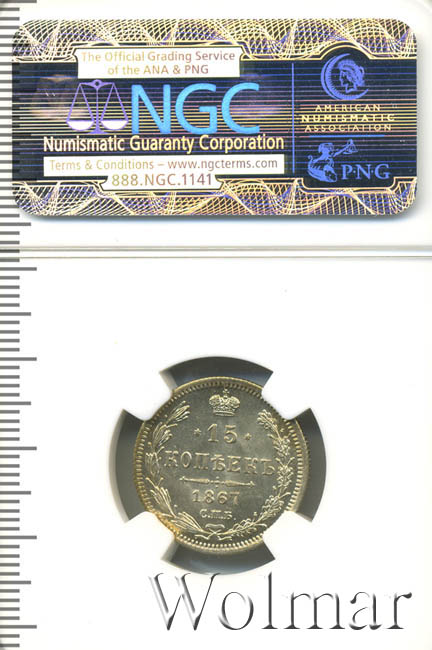 The Official Grading Service
of the ANA & PNG
NGC
Numismatic Guaranty Corporation
Terms & Conditions – www.ngcterms.com
888.NGC.1141
AMERICAN
NUMISMATIC
ASSOCIATION
P·N·G
15
КОПѢЕКЪ
1867
С.П.Б.
Wolmar